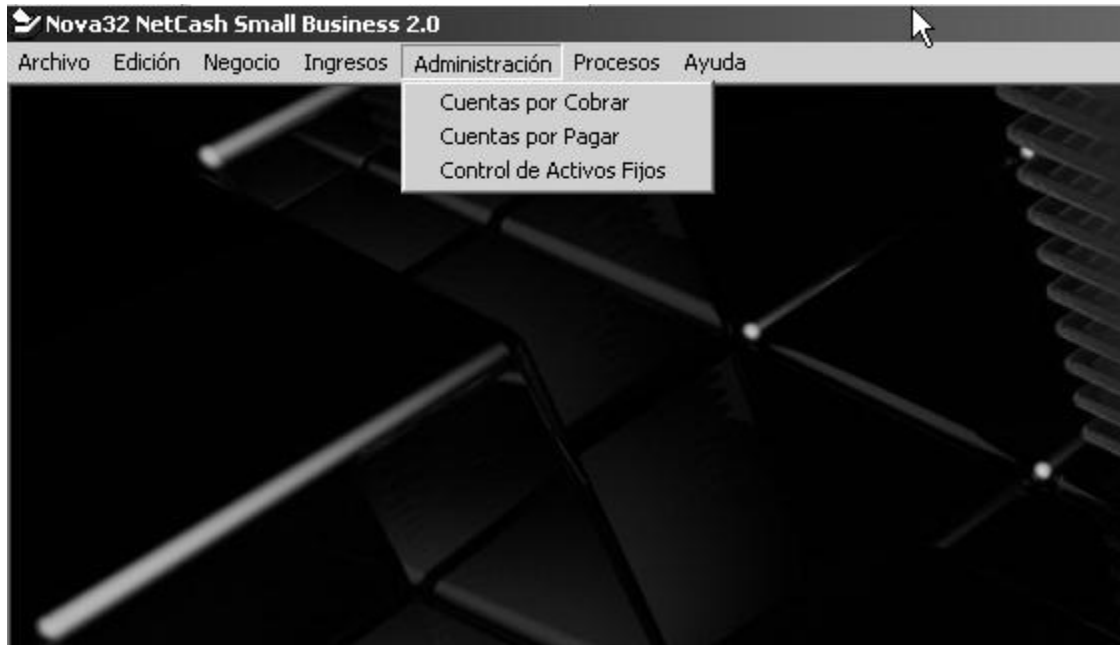 Nova32 NetCash Small Business 2.0
Archivo Edición Negocio Ingresos Administración Procesos Ayuda
Cuentas por Cobrar
Cuentas por Pagar
Control de Activos Fijos